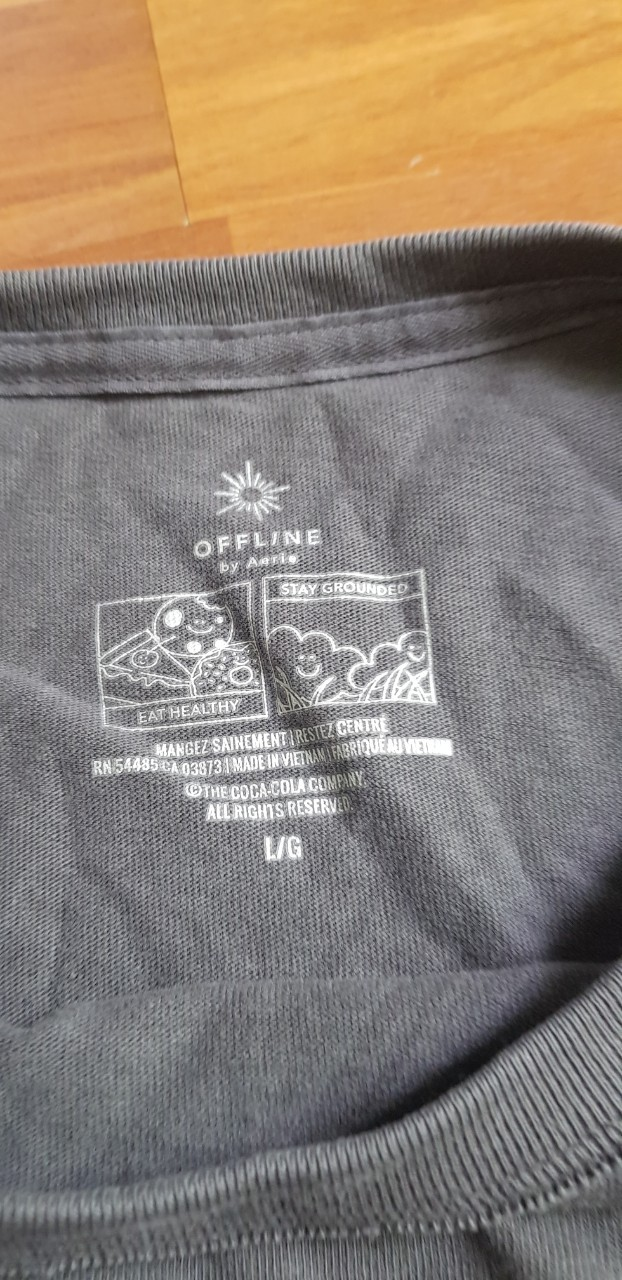 OFFLINE
by Aerie
STAY GROUNDED
EAT HEALTHY
MANGEZ SAINEMENT | RESTEZ CENTRÉ
RN 54485 CA 03873 | MADE IN VIETNAM | FABRIQUÉ AU VIETNAM
©THE COCA-COLA COMPANY.
ALL RIGHTS RESERVED.
L/G